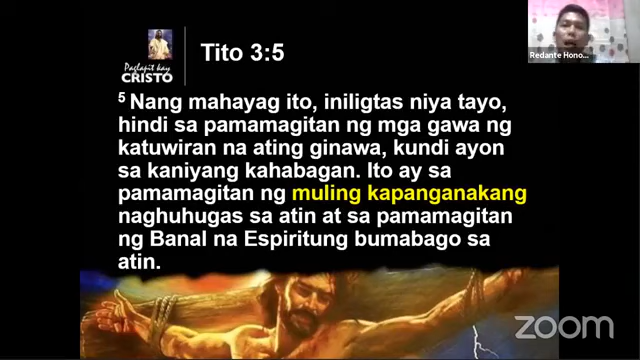 Paglapit kay
CRISTO
Tito 3:5
5 Nang mahayag ito, iniligtas niya tayo,
hindi sa pamamagitan ng mga gawa ng
katuwiran na ating ginawa, kundi ayon
sa kaniyang kahabagan. Ito ay sa
pamamagitan ng muling kapanganakang
naghuhugas sa atin at sa pamamagitan
ng Banal na Espiritung bumabago sa
atin.
Redante Hono...
zoom